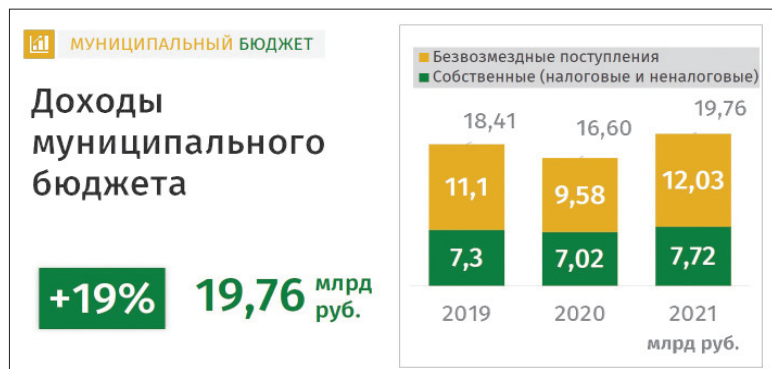 МУНИЦИПАЛЬНЫЙ БЮДЖЕТ
Доходы
муниципального
бюджета
+19%
19,76 млрд
руб.
Безвозмездные поступления
Собственные (налоговые и неналоговые)
18,41
16,60
19,76
11,1
9,58
12,03
7,3
7,02
7,72
2019
2020
2021
млрд руб.